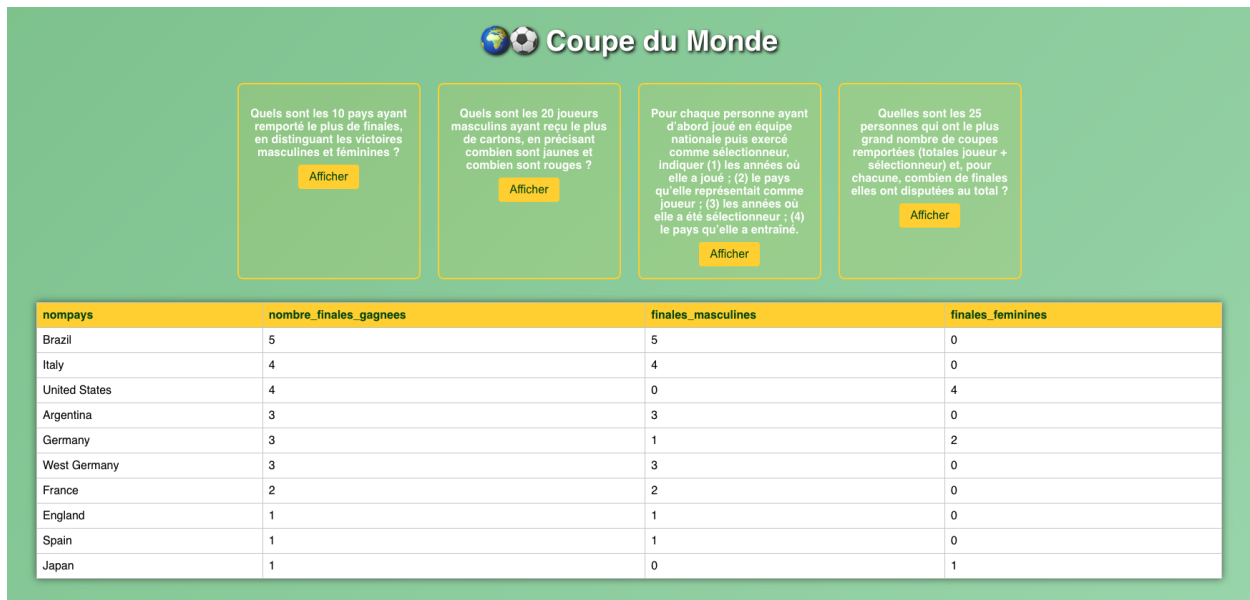 🌍⚽ Coupe du Monde
Quels sont les 10 pays ayant
remporté le plus de finales,
en distinguant les victoires
masculines et féminines ?
Afficher
Quels sont les 20 joueurs
masculins ayant reçu le plus
de cartons, en précisant
combien sont jaunes et
combien sont rouges ?
Afficher
Pour chaque personne ayant
d'abord joué en équipe
nationale puis exercé
comme sélectionneur,
indiquer (1) les années où
elle a joué ; (2) le pays
qu'elle représentait comme
joueur ; (3) les années où
elle a été sélectionneur ; (4)
le pays qu'elle a entraîné.
Afficher
Quelles sont les 25
personnes qui ont le plus
grand nombre de coupes
remportées (totales joueur +
sélectionneur) et, pour
chacune, combien de finales
elles ont disputées au total ?
Afficher
nompays nombre_finales_gagnees finales_masculines finales_feminines
Brazil 5 5 0
Italy 4 4 0
United States 4 0 4
Argentina 3 3 0
Germany 3 1 2
West Germany 3 3 0
France 2 2 0
England 1 1 0
Spain 1 1 0
Japan 1 0 1